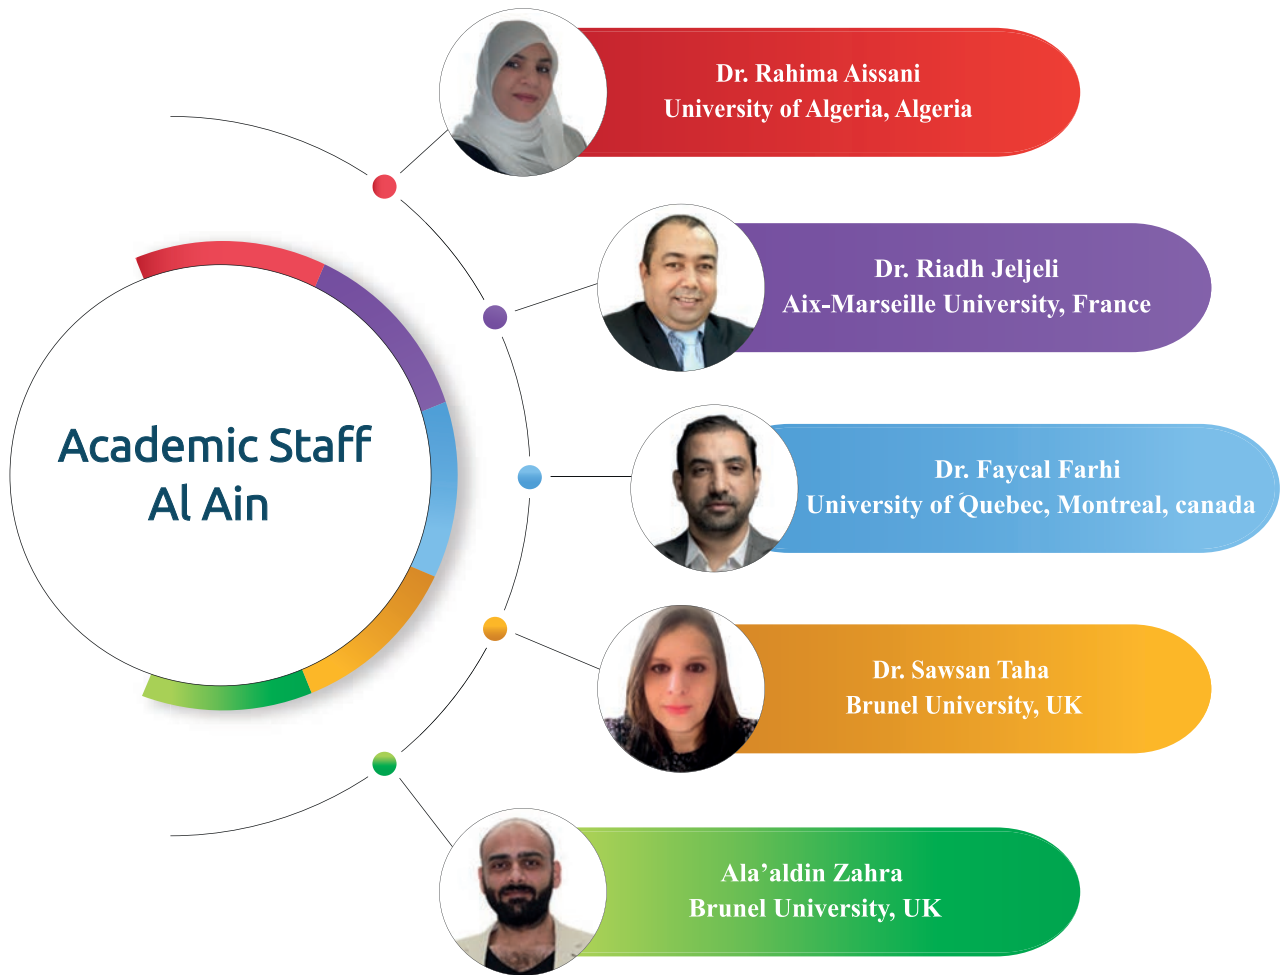 Academic Staff
Al Ain
Dr. Rahima Aissani
University of Algeria, Algeria
Dr. Riadh Jeljeli
Aix-Marseille University, France
Dr. Faycal Farhi
University of Quebec, Montreal, canada
Dr. Sawsan Taha
Brunel University, UK
Ala’aldin Zahra
Brunel University, UK